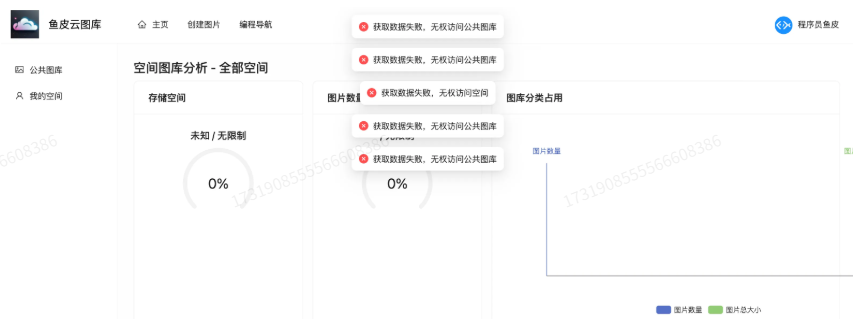 鱼皮云图库
主页
创建图片
编程导航
程序员鱼皮
获取数据失败，无权访问公共图库
获取数据失败，无权访问公共图库
获取数据失败，无权访问空间
获取数据失败，无权访问公共图库
获取数据失败，无权访问公共图库
公共图库
我的空间
空间图库分析 - 全部空间
存储空间
未知 / 无限制
0%
图片数量
/ 无限制
0%
图库分类占用
图片数量
图片数量
图片总大小
1731908555566608386
1731908555566608386